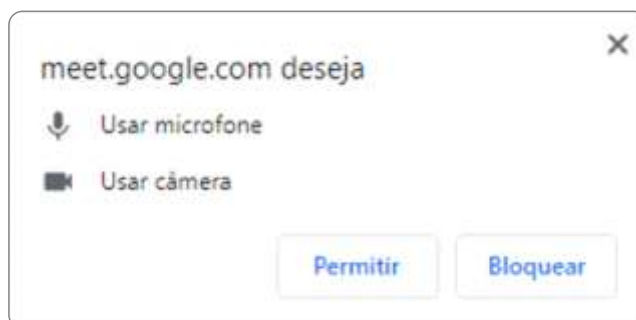 meet.google.com deseja
Usar microfone
Usar câmera
Permitir Bloquear